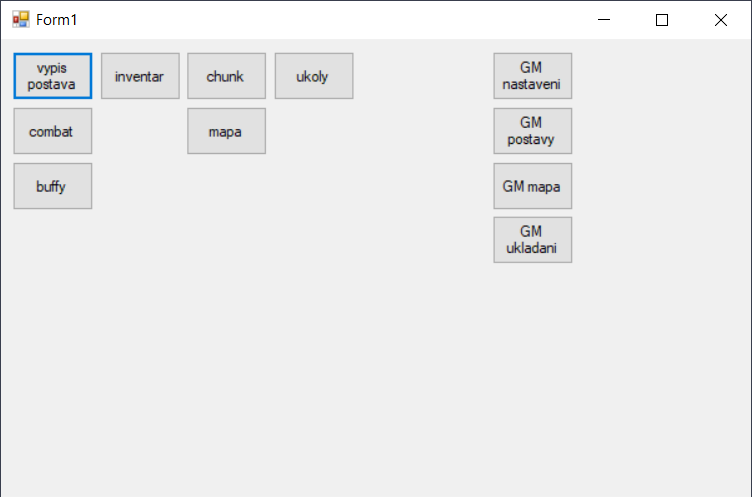 Form1
vypis
postava
inventar
chunk
ukoly
GM
nastaveni
combat
mapa
GM
postavy
buffy
GM mapa
GM
ukladani